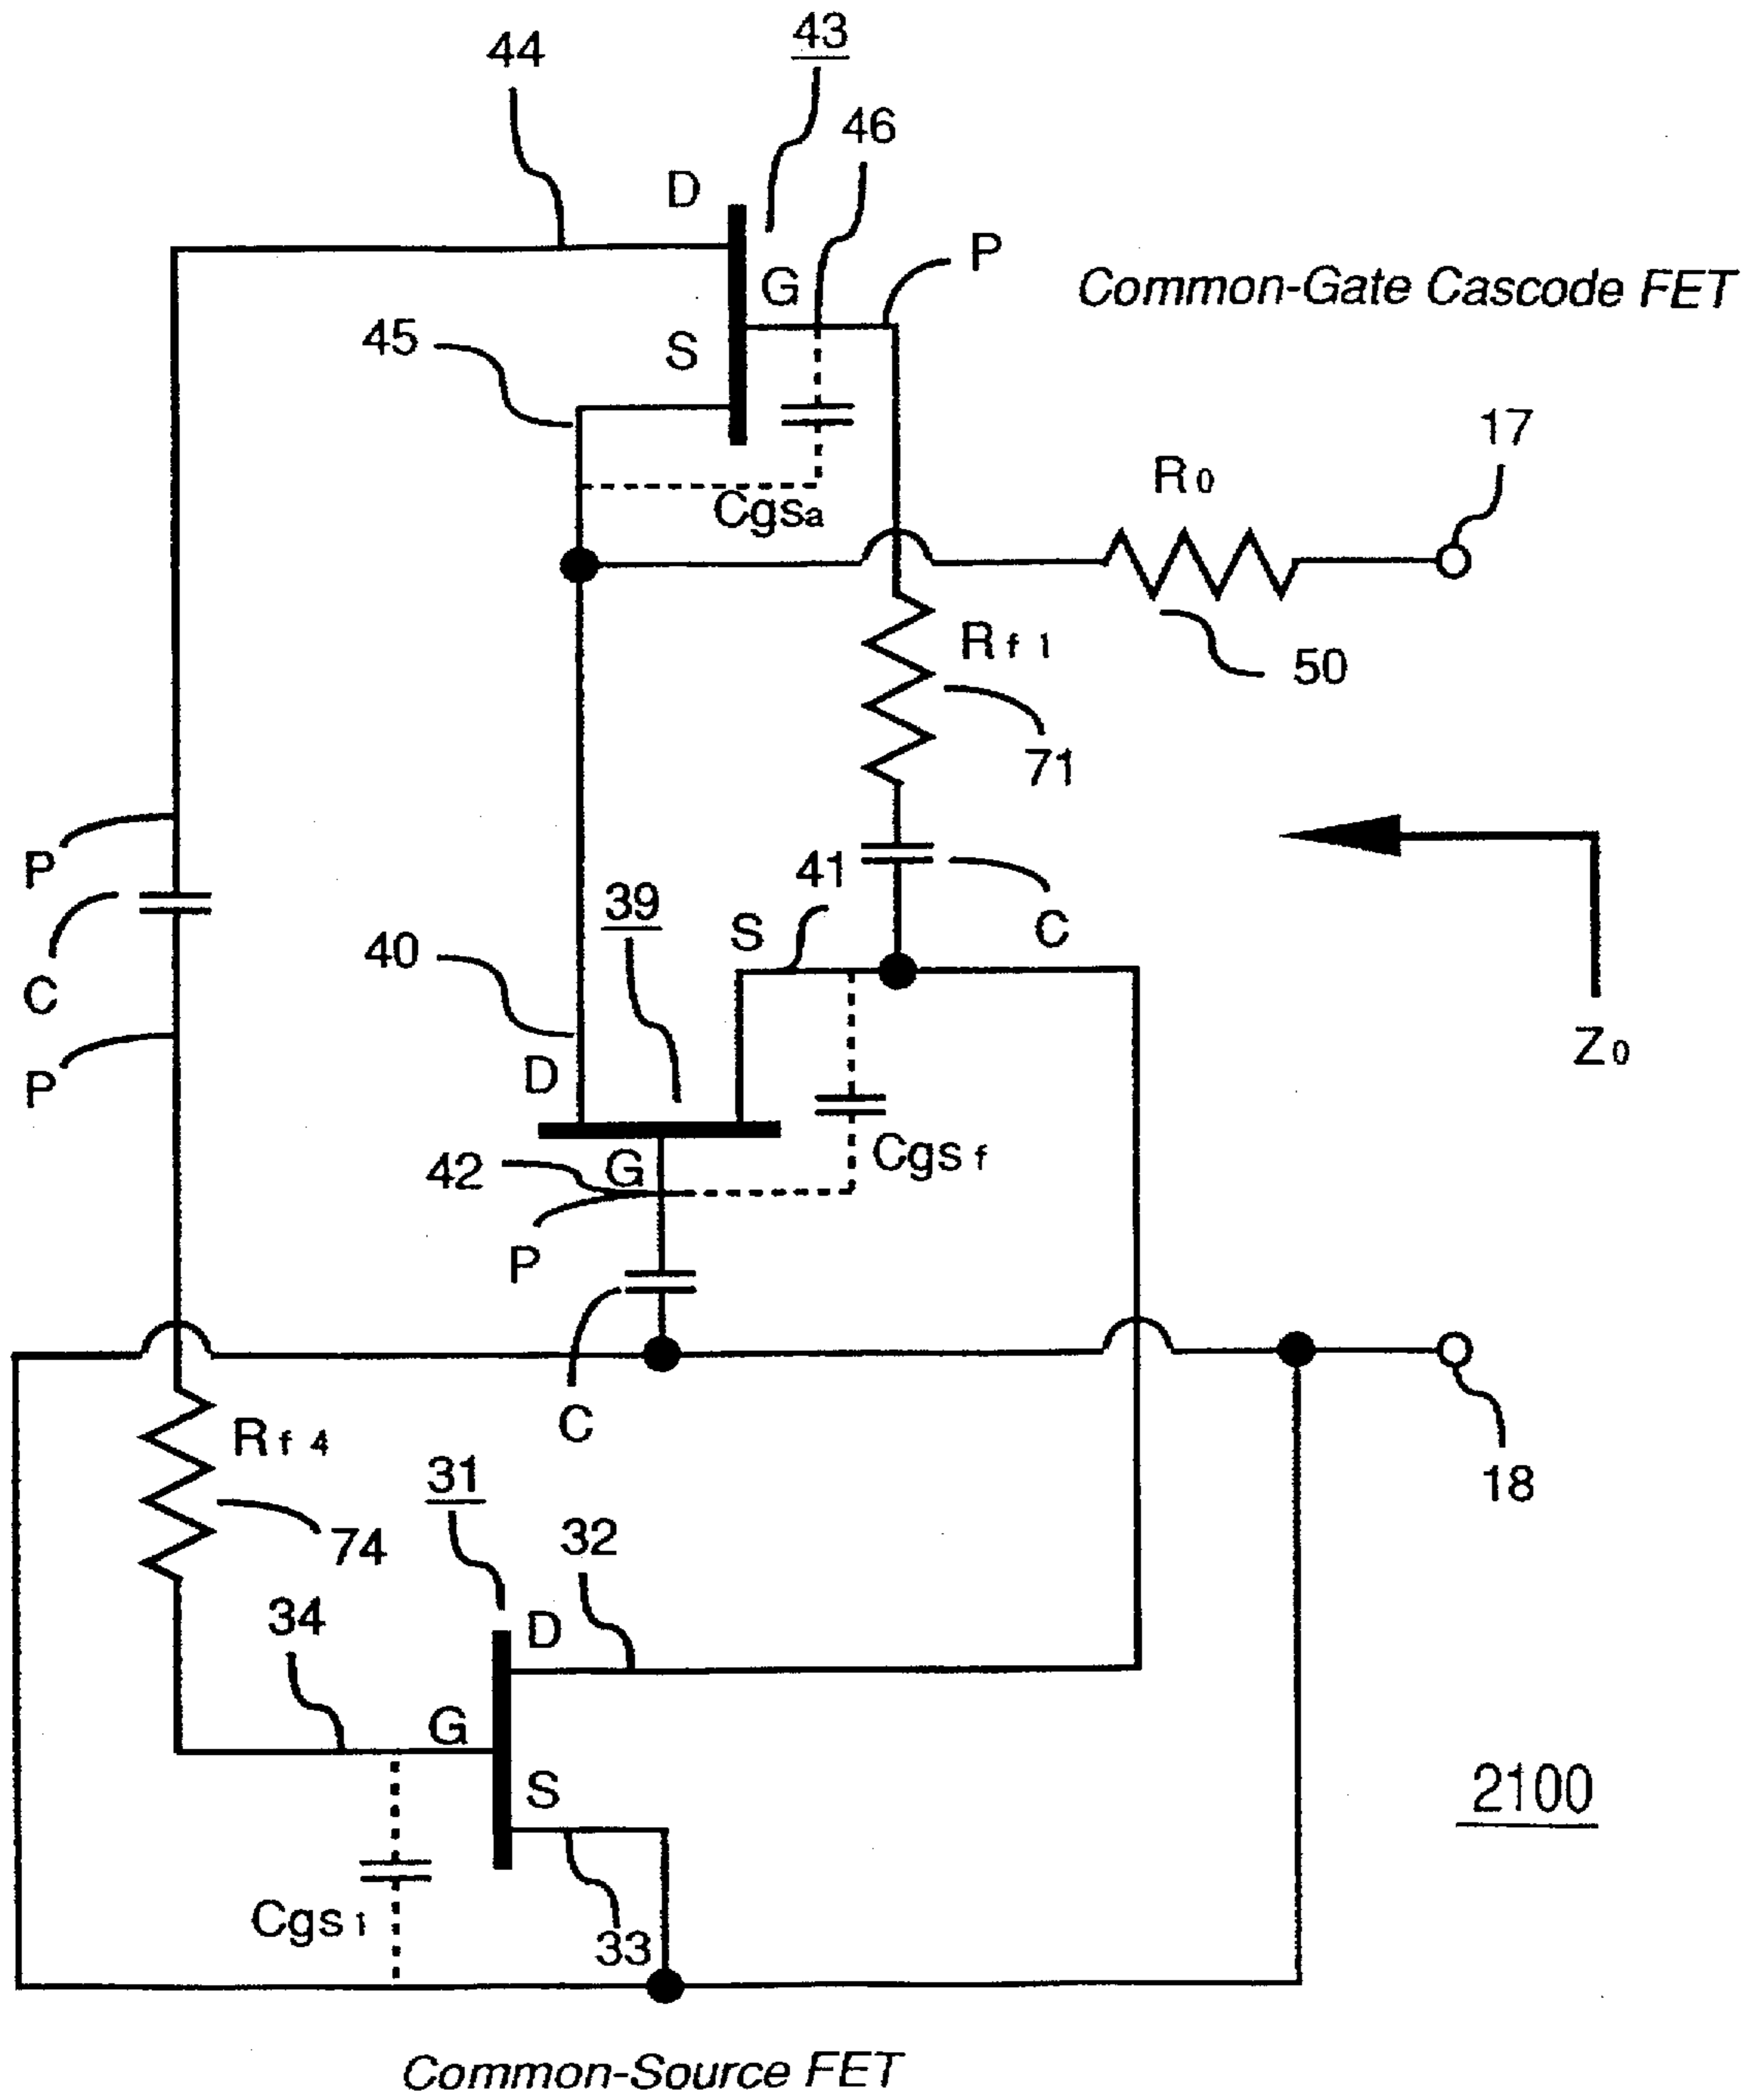 43
44
46
D
P
G
Common-Gate Cascode FET
45
S
17
R0
Cgsa
Rf1
50
71
P
41
39
S
C
40
C
D
Z0
P
Cgsf
42
G
P
C
Rf4
31
18
32
74
34
D
G
S
2100
Cgs1
33
Common-Source FET